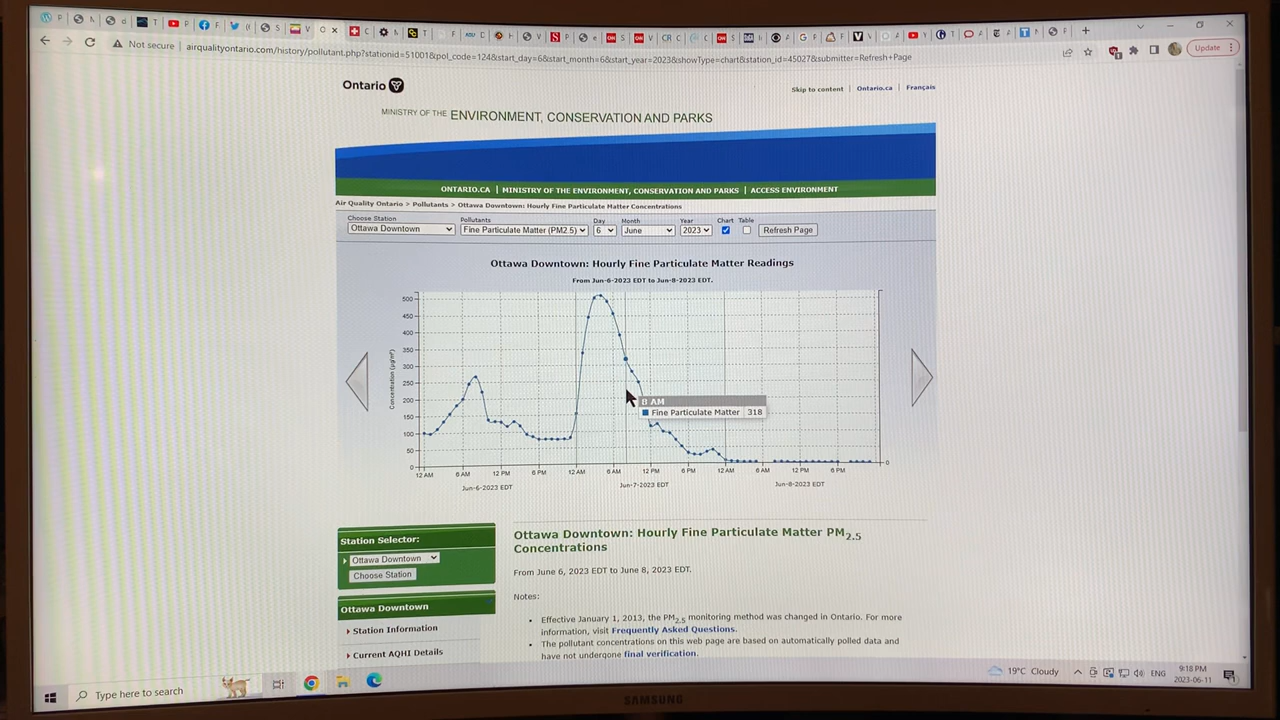 Not secure airqualityontario.com/history/pollutant.php?stationid=51001&pol_code=124&start_day=6&start_month=6&start_year=2023&showType=chart&station_id=45027&submitter=Refresh+Page
Update
Ontario
Skip to content | Ontario.ca | Français
MINISTRY OF THE ENVIRONMENT, CONSERVATION AND PARKS
ONTARIO.CA | MINISTRY OF THE ENVIRONMENT, CONSERVATION AND PARKS | ACCESS ENVIRONMENT
Air Quality Ontario > Pollutants > Ottawa Downtown: Hourly Fine Particulate Matter Concentrations
Choose Station Pollutants Day Month Year Chart Table
Ottawa Downtown Fine Particulate Matter (PM2.5) 6 June 2023 Refresh Page
Ottawa Downtown: Hourly Fine Particulate Matter Readings
From Jun-6-2023 EDT to Jun-8-2023 EDT.
Concentration (µg/m³)
500
450
400
350
300
250
200
150
100
50
0
0
8 AM
Fine Particulate Matter 318
12 AM 6 AM 12 PM 6 PM 12 AM 6 AM 12 PM 6 PM 12 AM 6 AM 12 PM 6 PM
Jun-6-2023 EDT Jun-7-2023 EDT Jun-8-2023 EDT
Station Selector:
Ottawa Downtown
Choose Station
Ottawa Downtown
Station Information
Current AQHI Details
Ottawa Downtown: Hourly Fine Particulate Matter PM2.5
Concentrations
From June 6, 2023 EDT to June 8, 2023 EDT.
Notes:
Effective January 1, 2013, the PM2.5 monitoring method was changed in Ontario. For more
information, visit Frequently Asked Questions.
The pollutant concentrations on this web page are based on automatically polled data and
have not undergone final verification.
Type here to search
19°C Cloudy
ENG
9:18 PM
2023-06-11
SAMSUNG